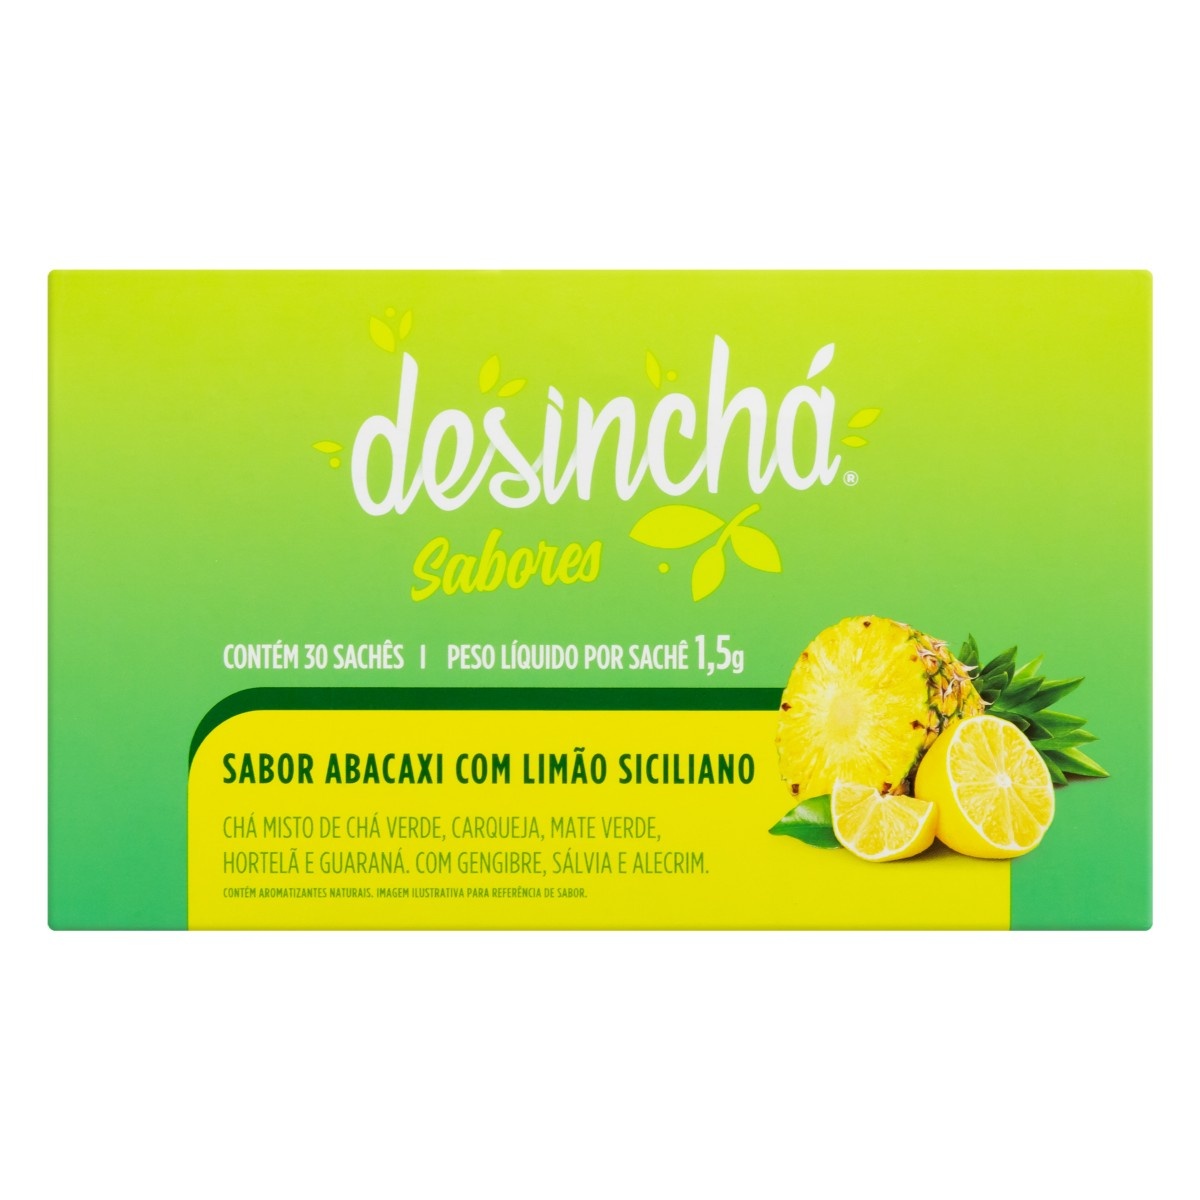 desinchá®
Sabores
CONTÉM 30 SACHÊS | PESO LÍQUIDO POR SACHÊ 1,5g
SABOR ABACAXI COM LIMÃO SICILIANO
CHÁ MISTO DE CHÁ VERDE, CARQUEJA, MATE VERDE,
HORTELÃ E GUARANÁ. COM GENGIBRE, SÁLVIA E ALECRIM.
CONTÉM AROMATIZANTES NATURAIS. IMAGEM ILUSTRATIVA PARA REFERÊNCIA DE SABOR.